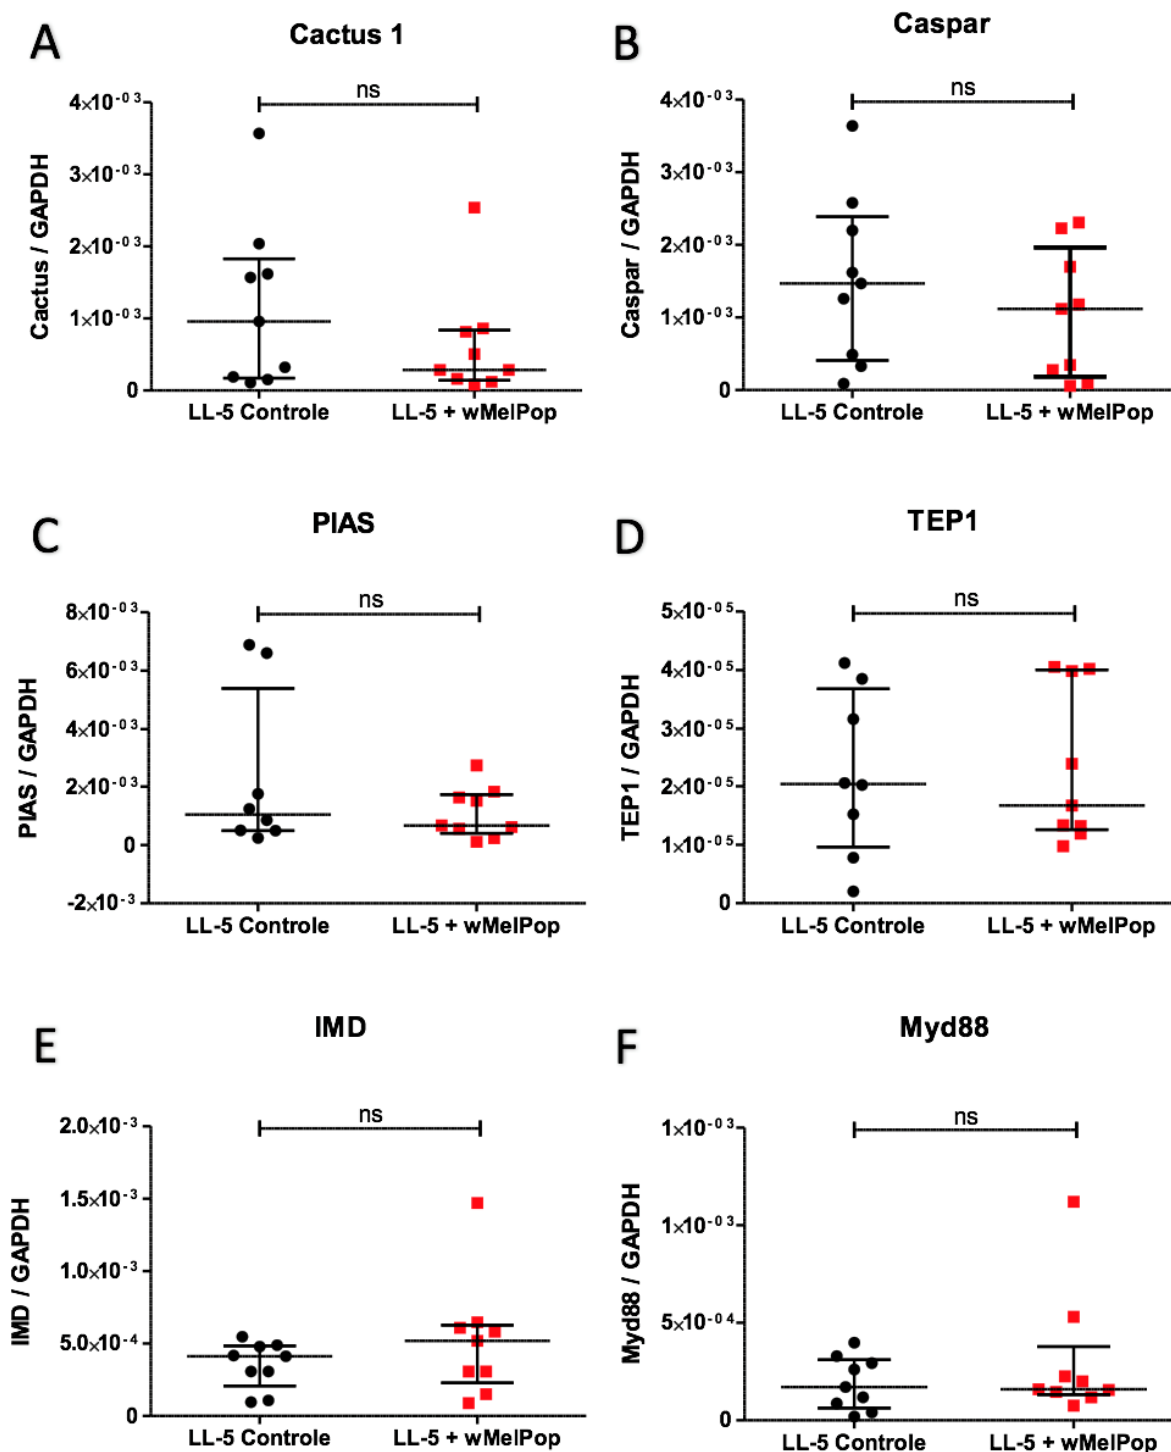 A
Cactus 1
ns
4×10⁻⁰³
3×10⁻⁰³
2×10⁻⁰³
1×10⁻⁰³
0
Cactus / GAPDH
LL-5 Controle
LL-5 + wMelPop
B
Caspar
ns
4×10⁻⁰³
3×10⁻⁰³
2×10⁻⁰³
1×10⁻⁰³
0
Caspar / GAPDH
LL-5 Controle
LL-5 + wMelPop
C
PIAS
ns
8×10⁻⁰³
6×10⁻⁰³
4×10⁻⁰³
2×10⁻⁰³
0
-2×10⁻³
PIAS / GAPDH
LL-5 Controle
LL-5 + wMelPop
D
TEP1
ns
5×10⁻⁰⁵
4×10⁻⁰⁵
3×10⁻⁰⁵
2×10⁻⁰⁵
1×10⁻⁰⁵
0
TEP1 / GAPDH
LL-5 Controle
LL-5 + wMelPop
E
IMD
ns
2.0×10⁻³
1.5×10⁻³
1.0×10⁻³
5.0×10⁻⁴
0
IMD / GAPDH
LL-5 Controle
LL-5 + wMelPop
F
Myd88
ns
1×10⁻⁰³
1×10⁻⁰³
5×10⁻⁰⁴
0
Myd88 / GAPDH
LL-5 Controle
LL-5 + wMelPop